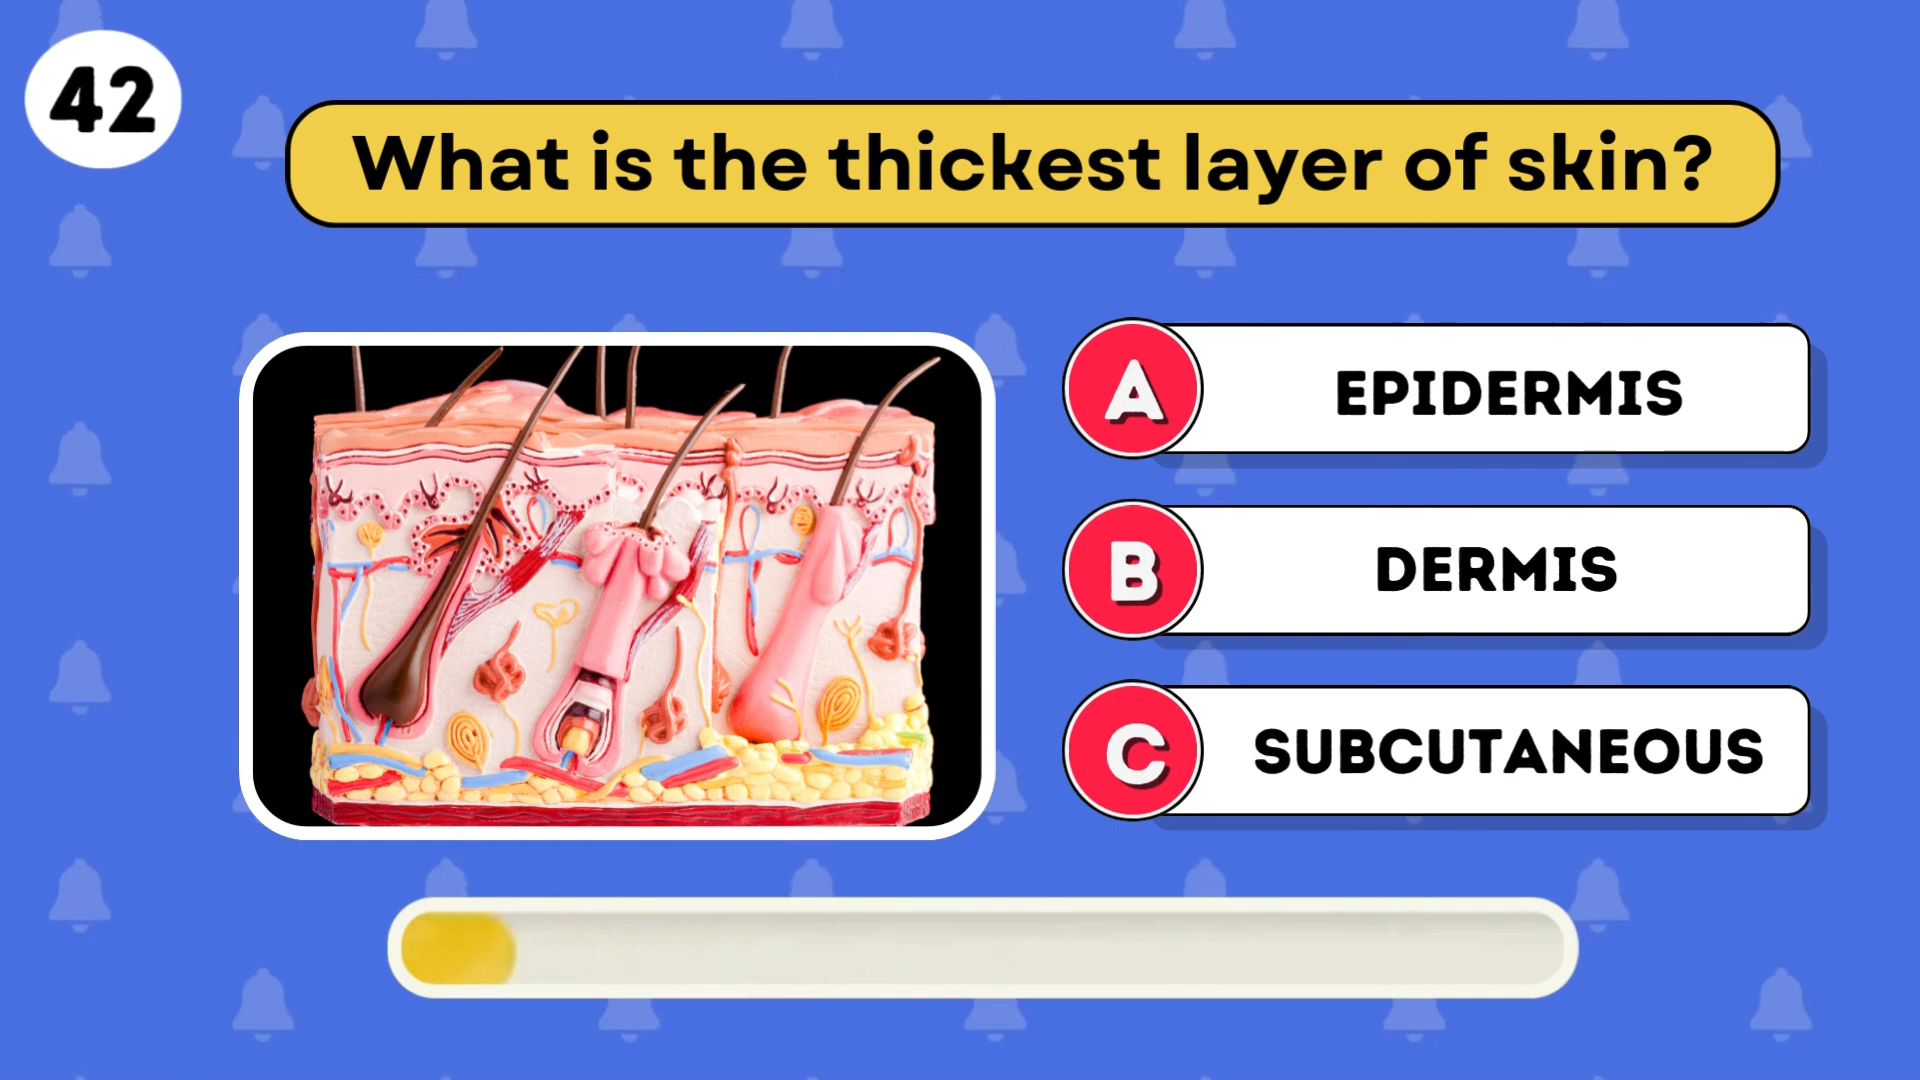 42
What is the thickest layer of skin?
A
EPIDERMIS
B
DERMIS
C
SUBCUTANEOUS